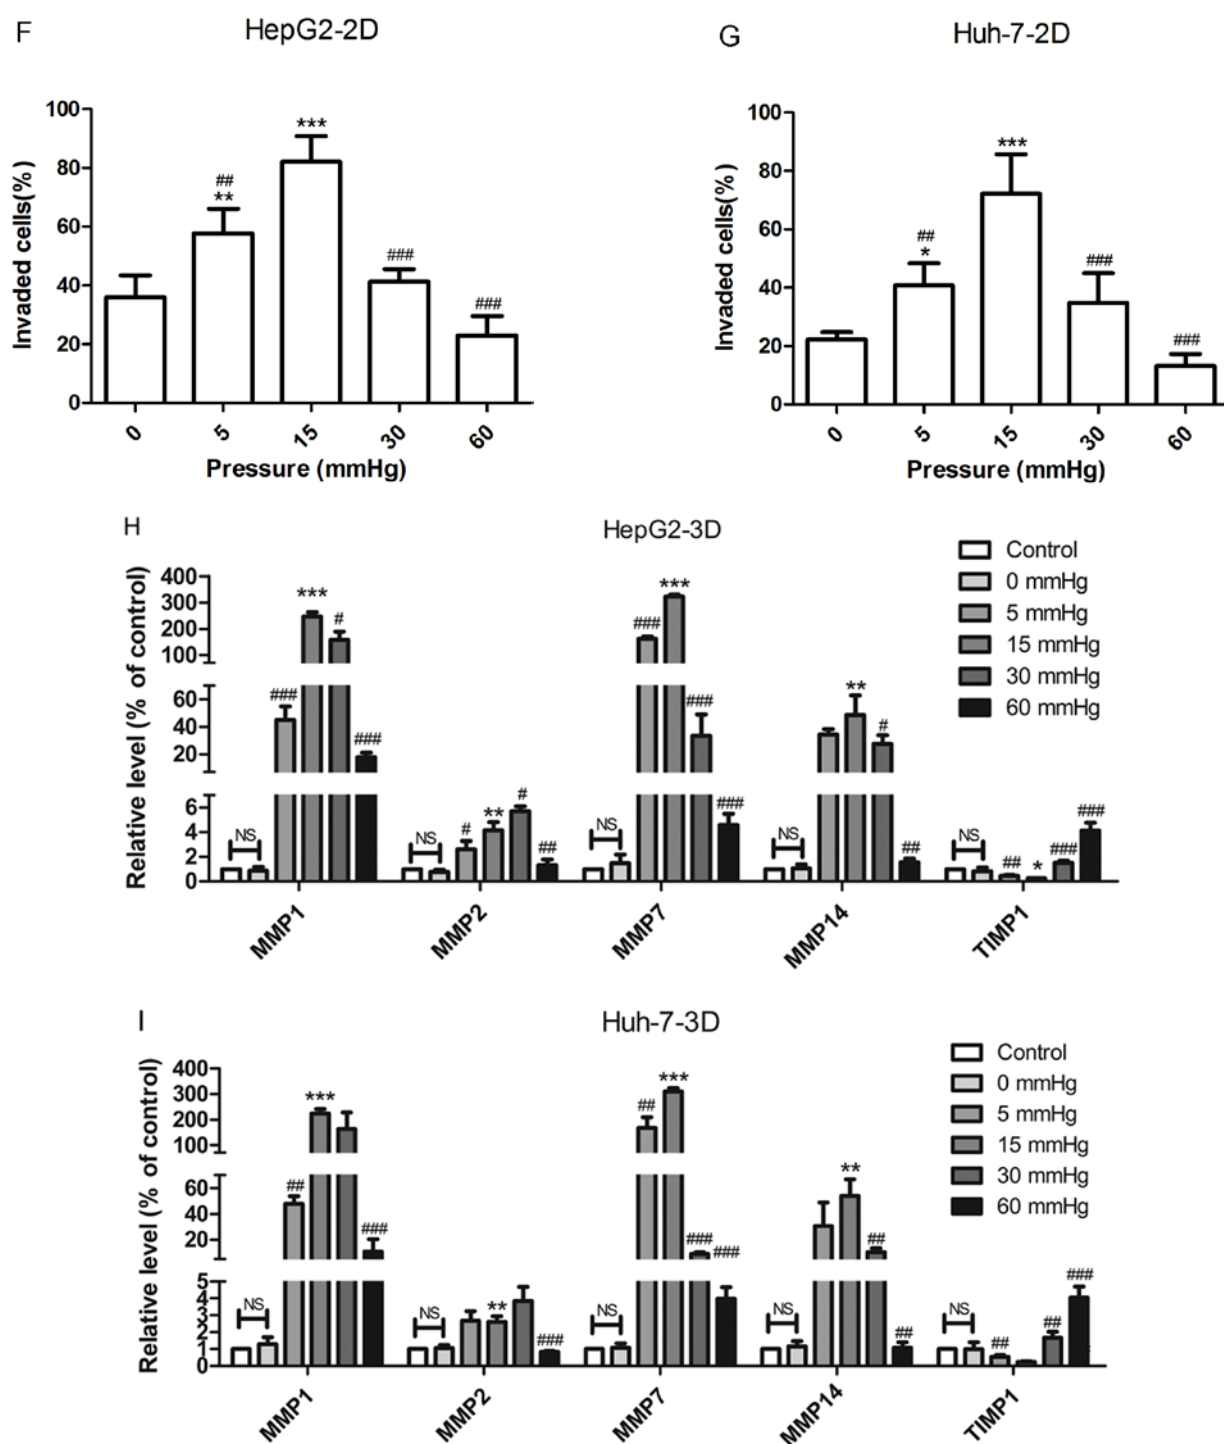 F
HepG2-2D
Invaded cells(%)
100
80
60
40
20
0
##
**
***
###
###
0
5
15
30
60
Pressure (mmHg)
G
Huh-7-2D
Invaded cells(%)
100
80
60
40
20
0
##
*
***
###
###
0
5
15
30
60
Pressure (mmHg)
H
HepG2-3D
Relative level (% of control)
400
300
200
100
60
40
20
6
4
2
0
NS
###
***
#
###
NS
#
**
#
##
NS
###
***
###
###
NS
**
#
##
NS
##
*
###
###
MMP1
MMP2
MMP7
MMP14
TIMP1
Control
0 mmHg
5 mmHg
15 mmHg
30 mmHg
60 mmHg
I
Huh-7-3D
Relative level (% of control)
400
300
200
100
60
40
20
5
4
3
2
1
0
NS
##
***
###
NS
**
###
NS
##
***
###
###
NS
**
##
##
NS
##
##
###
MMP1
MMP2
MMP7
MMP14
TIMP1
Control
0 mmHg
5 mmHg
15 mmHg
30 mmHg
60 mmHg